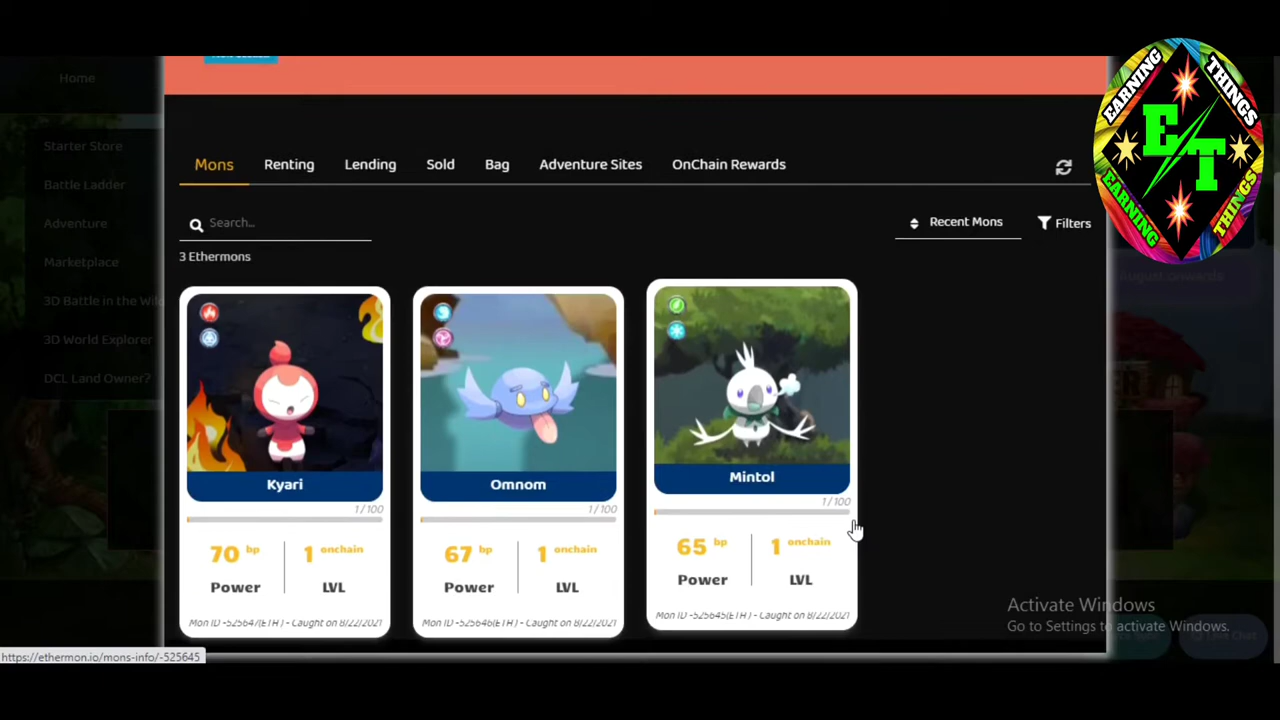 Home
Starter Store
Battle Ladder
Adventure
Marketplace
3D Battle in the Wild
3D World Explorer
DCL Land Owner?
Mons
Renting
Lending
Sold
Bag
Adventure Sites
OnChain Rewards
Search...
Recent Mons
Filters
3 Ethermons
Kyari
Omnom
Mintol
1/100
1/100
1/100
70 bp
1 onchain
67 bp
1 onchain
65 bp
1 onchain
Power
LVL
Power
LVL
Power
LVL
Mon ID -525647(ETH) - Caught on 8/22/2021
Mon ID -525646(ETH) - Caught on 8/22/2021
Mon ID -525645(ETH) - Caught on 8/22/2021
August onwards
Activate Windows
Go to Settings to activate Windows.
https://ethermon.io/mons-info/-525645
EARNING
THINGS
E T
EARNING
THINGS